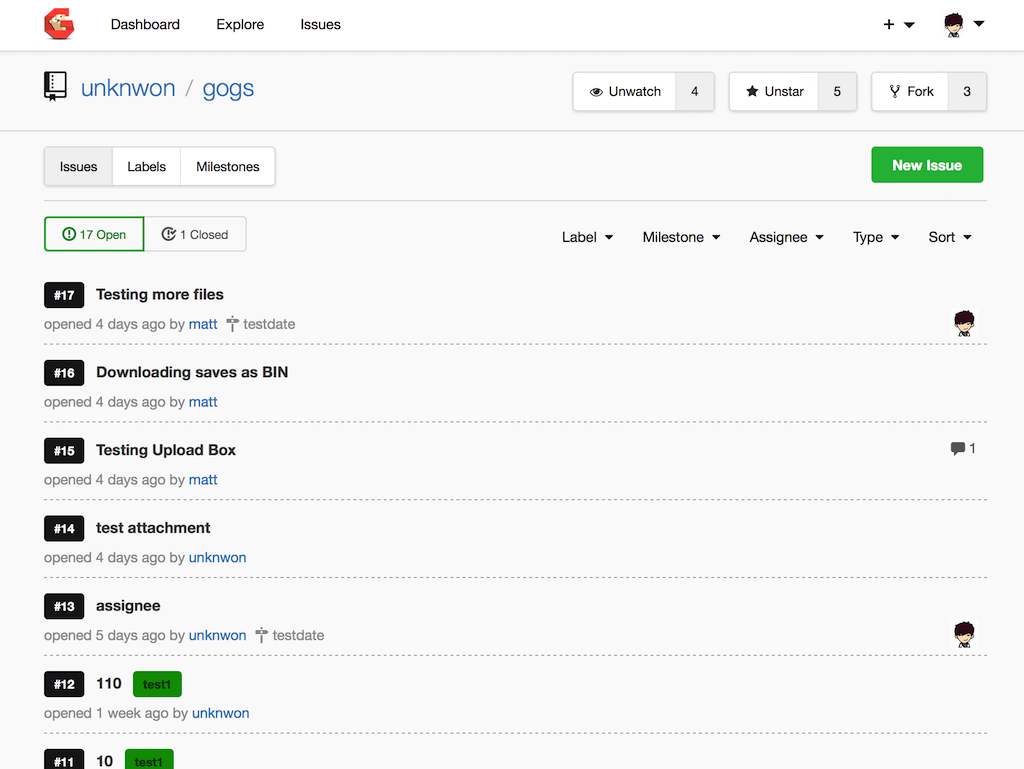 Dashboard Explore Issues +
unknwon / gogs Unwatch 4 Unstar 5 Fork 3
Issues Labels Milestones New Issue
17 Open 1 Closed Label Milestone Assignee Type Sort
#17 Testing more files
opened 4 days ago by matt testdate
#16 Downloading saves as BIN
opened 4 days ago by matt
#15 Testing Upload Box 1
opened 4 days ago by matt
#14 test attachment
opened 4 days ago by unknwon
#13 assignee
opened 5 days ago by unknwon testdate
#12 110 test1
opened 1 week ago by unknwon
#11 10 test1